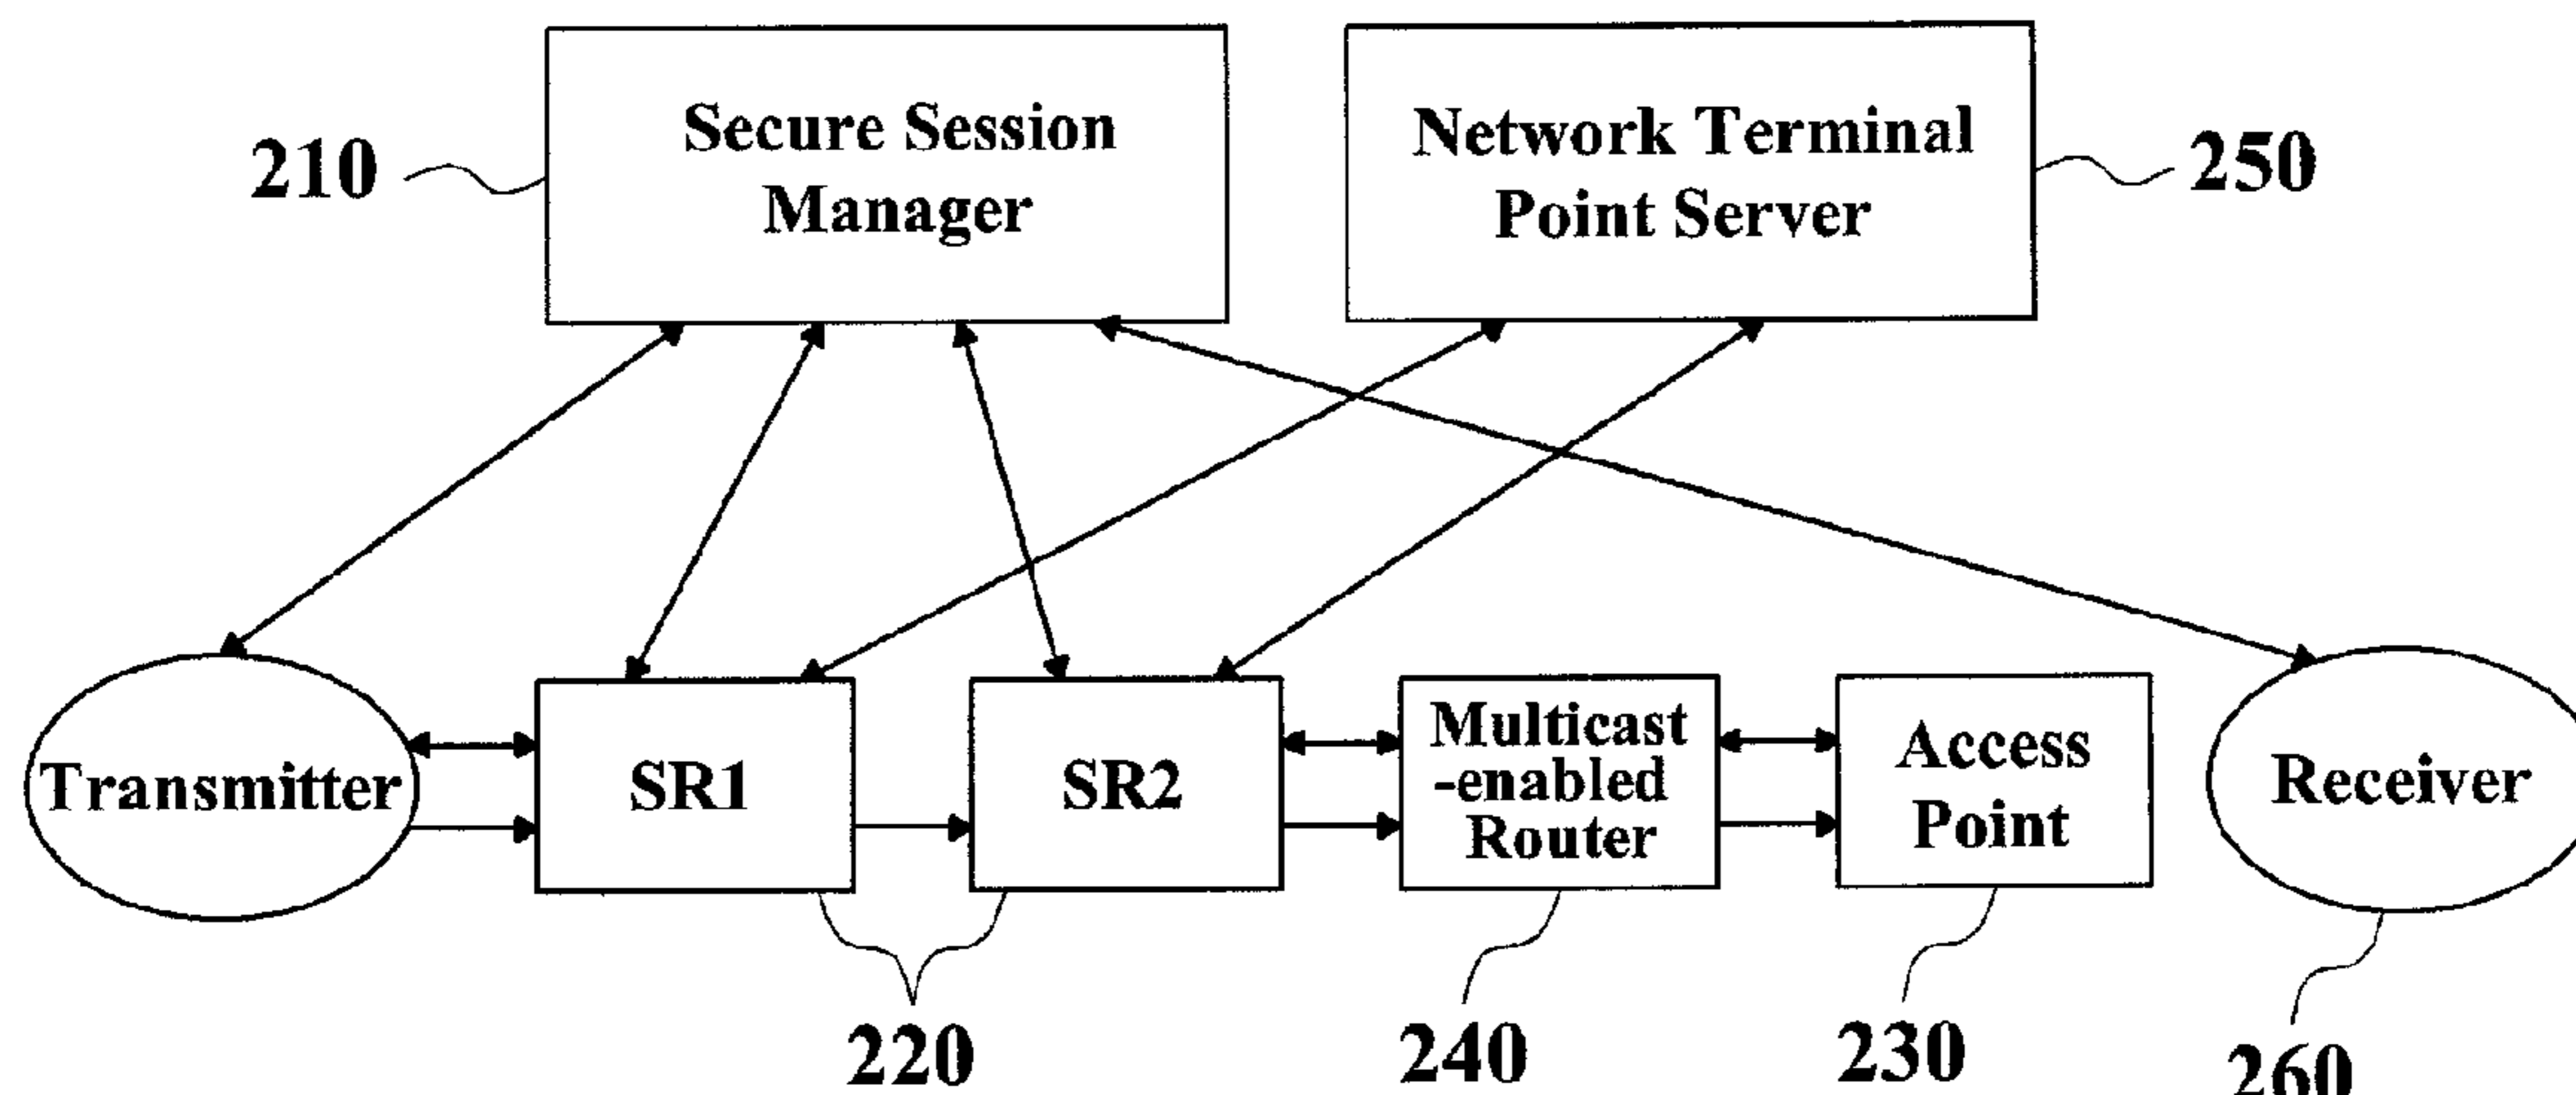 Secure Session
Manager
Network Terminal
Point Server
210
250
Transmitter
SR1
SR2
Multicast
-enabled
Router
Access
Point
Receiver
220
240
230
260